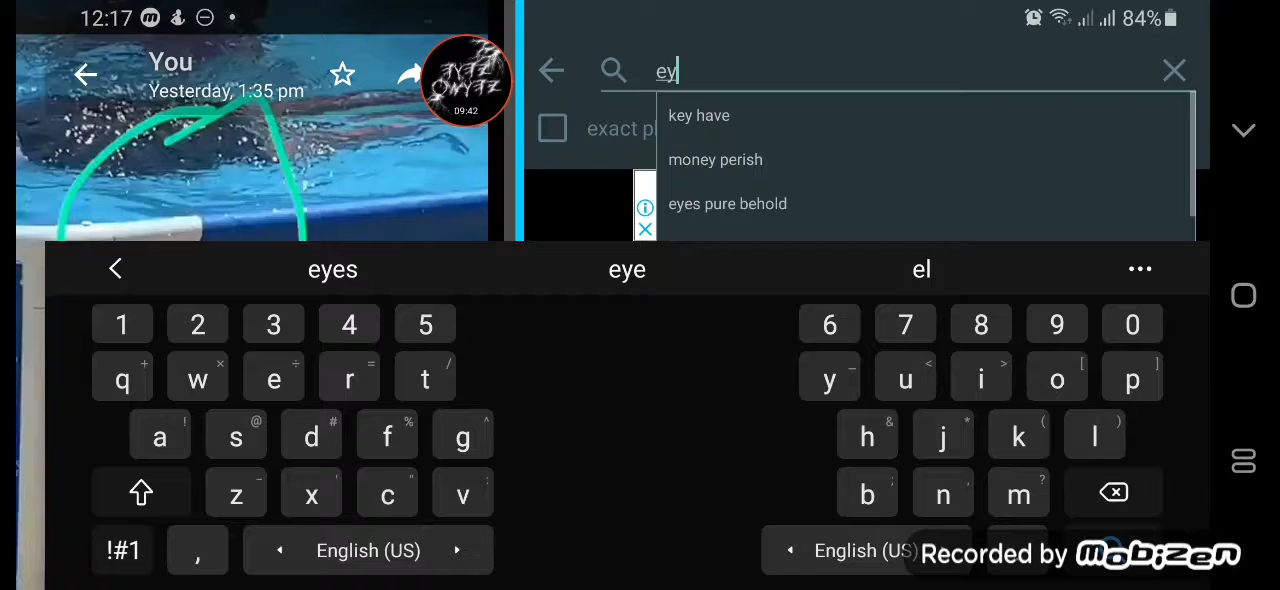 12:17
84%
You
Yesterday, 1:35 pm
09:42
ey
exact
key have
money perish
eyes pure behold
eyes eye el
1 2 3 4 5 6 7 8 9 0
q w e r t y u i o p
+ × ÷ = / _ < > [ ]
a s d f g h j k l
! @ # % ^ & * ( )
z x c v b n m
- ' " : ; , ?
!#1 , English (US) English (US)
Recorded by mobizen